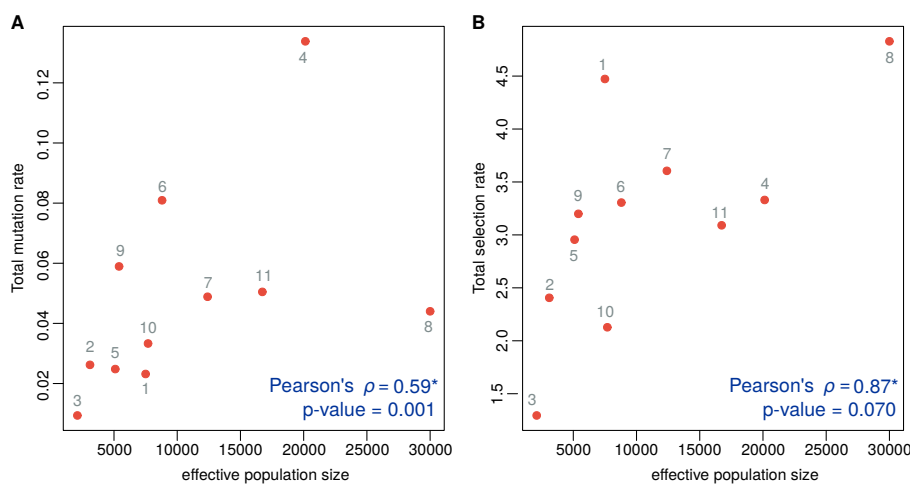 A
Total mutation rate
0.12
0.10
0.08
0.06
0.04
0.02
4
6
9
7
11
8
10
2
5
1
3
Pearson's ρ = 0.59*
p-value = 0.001
5000 10000 15000 20000 25000 30000
effective population size
B
Total selection rate
4.5
4.0
3.5
3.0
2.5
2.0
1.5
8
1
7
4
9
6
11
5
2
10
3
Pearson's ρ = 0.87*
p-value = 0.070
5000 10000 15000 20000 25000 30000
effective population size